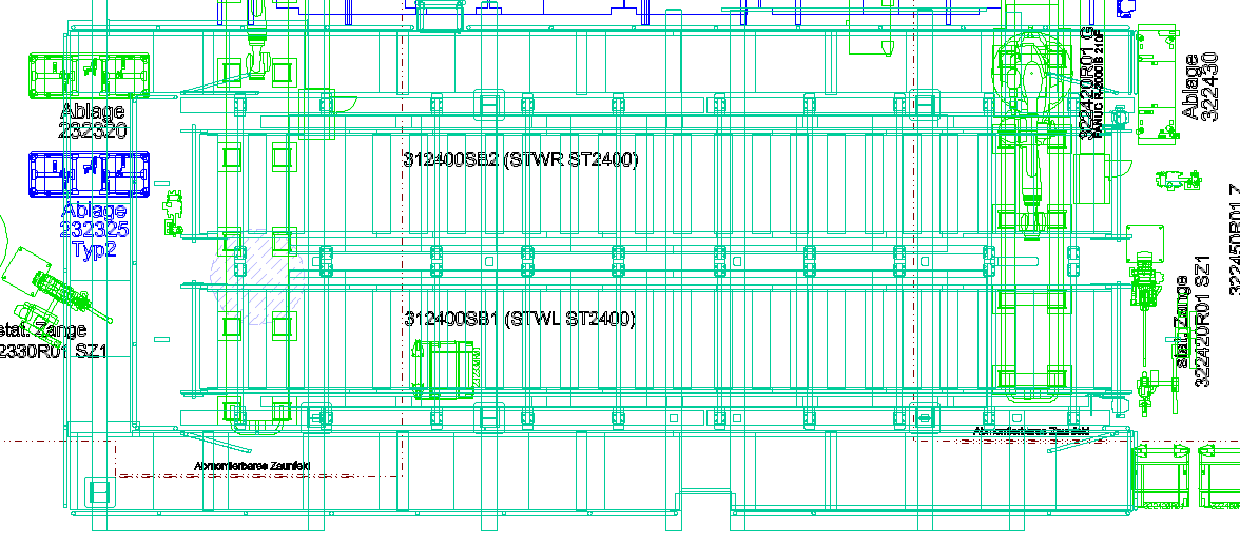 Ablage
232320
Ablage
232325
Typ2
stat. Zange
2330R01 SZ1
312400SB2 (STWR ST2400)
312400SB1 (STWL ST2400)
Abmontierbares Zaunfeld
Abmontierbares Zaunfeld
322420R01_G
FANUC R-2000iB 210F
Ablage
322430
stat. Zange
322420R01 SZ1
322450R01 Z